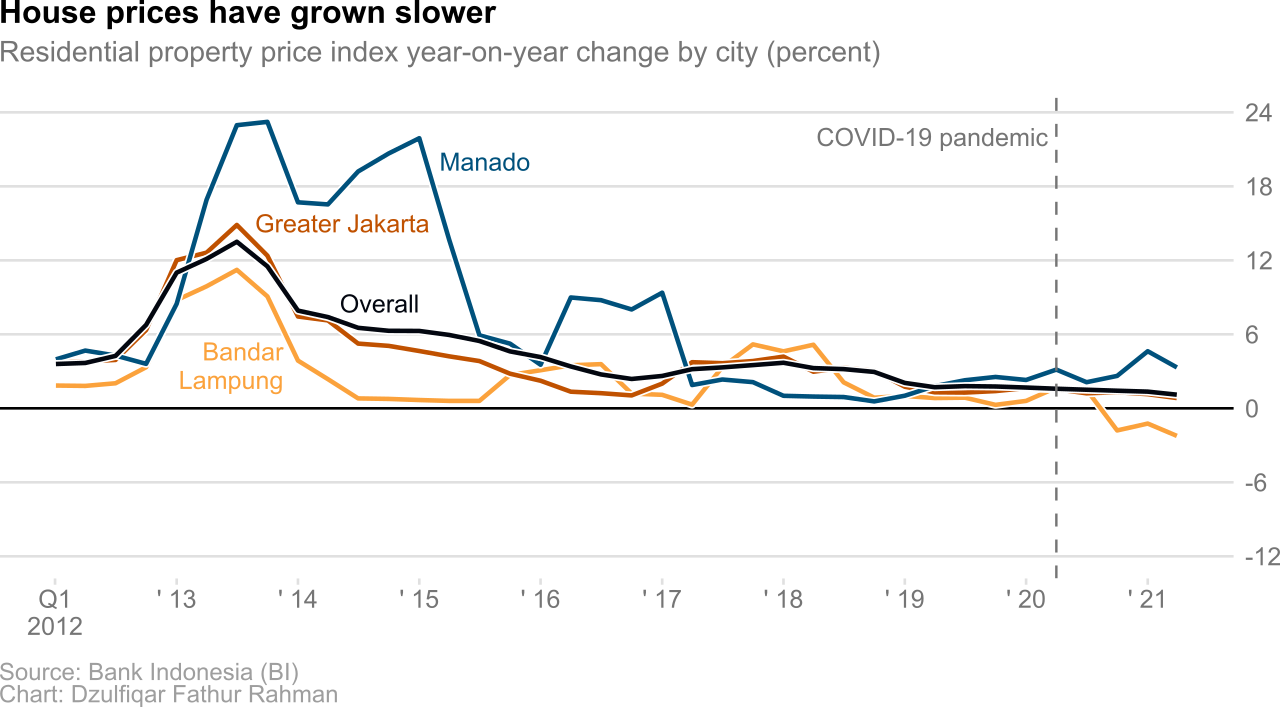 House prices have grown slower
Residential property price index year-on-year change by city (percent)
24
COVID-19 pandemic
Manado
18
Greater Jakarta
12
Overall
6
Bandar
Lampung
0
-6
-12
Q1
2012
' 13
' 14
' 15
' 16
' 17
' 18
' 19
' 20
' 21
Source: Bank Indonesia (BI)
Chart: Dzulfiqar Fathur Rahman